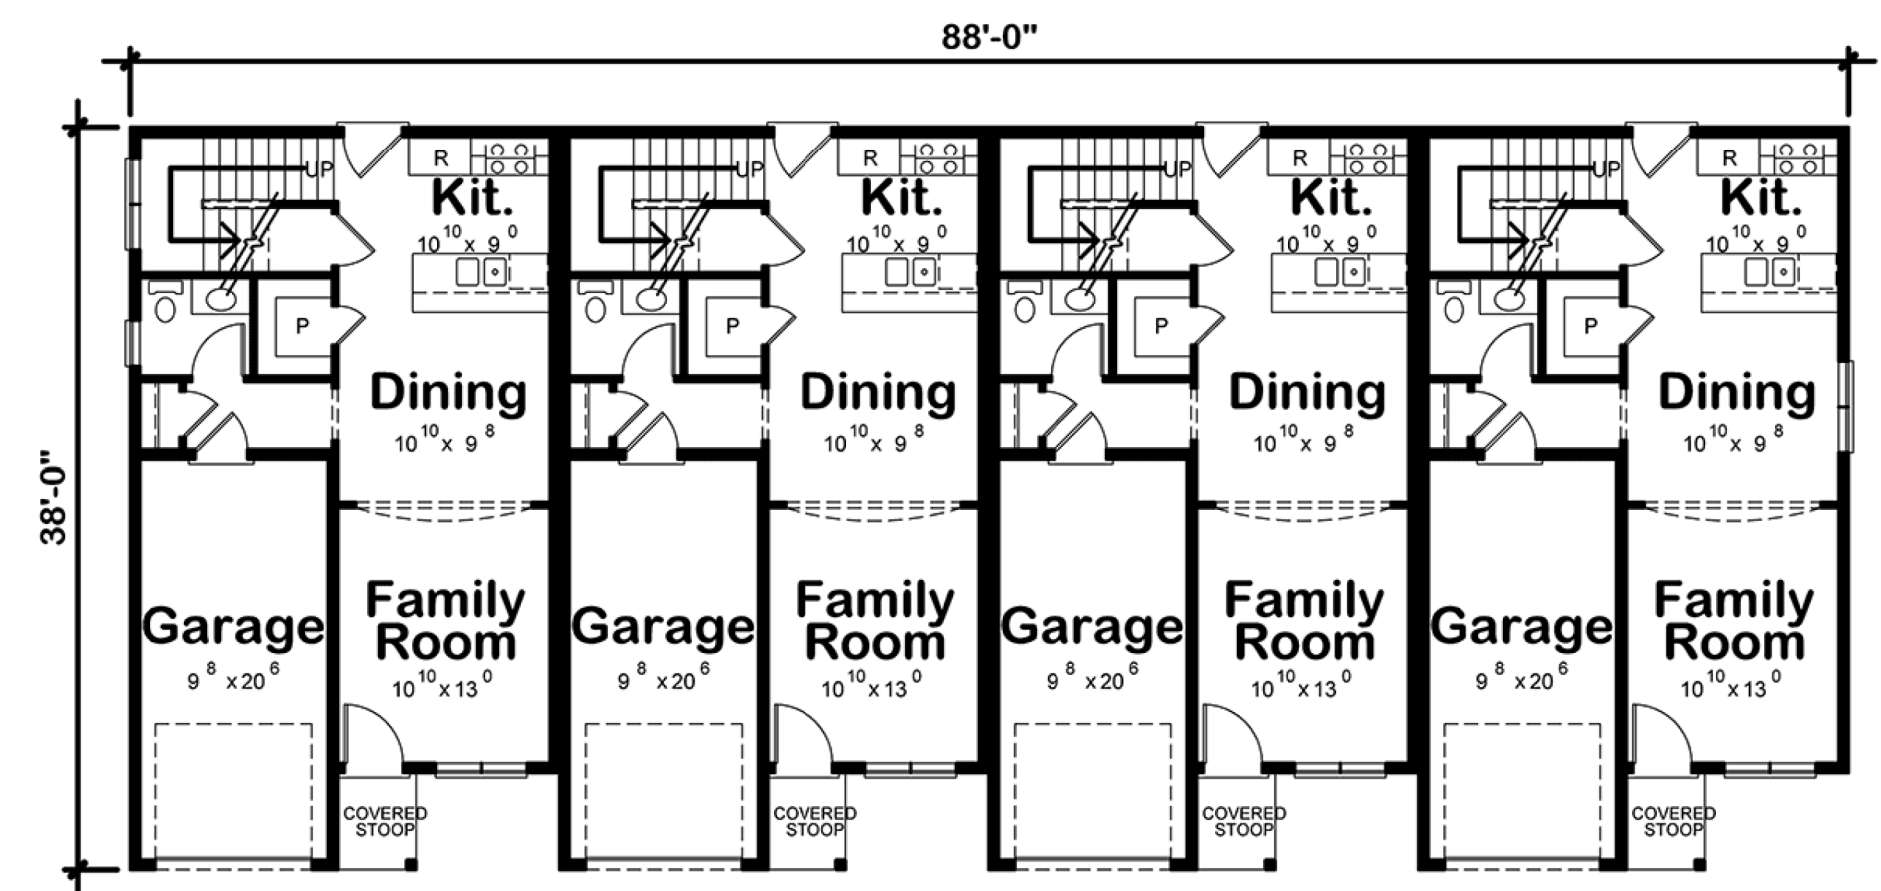 88'-0"
38'-0"
UP
R
Kit.
10 10 x 9 0
P
Dining
10 10 x 9 8
Family
Room
10 10 x 13 0
Garage
9 8 x 20 6
COVERED
STOOP
UP
R
Kit.
10 10 x 9 0
P
Dining
10 10 x 9 8
Family
Room
10 10 x 13 0
Garage
9 8 x 20 6
COVERED
STOOP
UP
R
Kit.
10 10 x 9 0
P
Dining
10 10 x 9 8
Family
Room
10 10 x 13 0
Garage
9 8 x 20 6
COVERED
STOOP
UP
R
Kit.
10 10 x 9 0
P
Dining
10 10 x 9 8
Family
Room
10 10 x 13 0
Garage
9 8 x 20 6
COVERED
STOOP